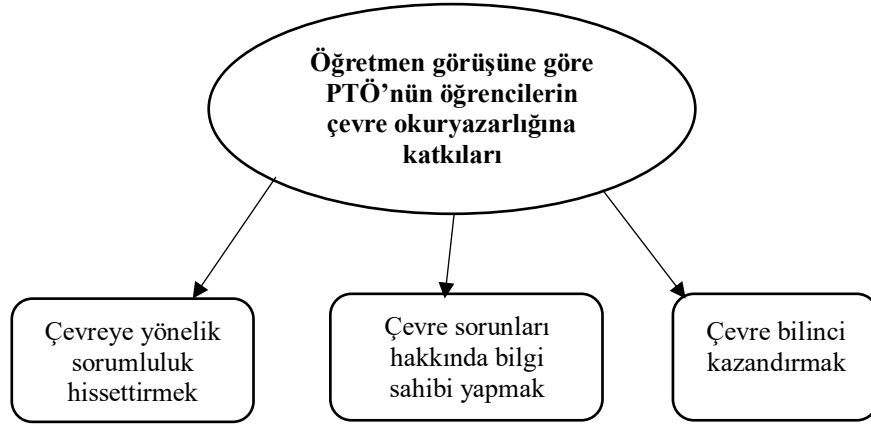 Öğretmen görüşüne göre
PTÖ’nün öğrencilerin
çevre okuryazarlığına
katkıları
Çevreye yönelik
sorumluluk
hissettirmek
Çevre sorunları
hakkında bilgi
sahibi yapmak
Çevre bilinci
kazandırmak